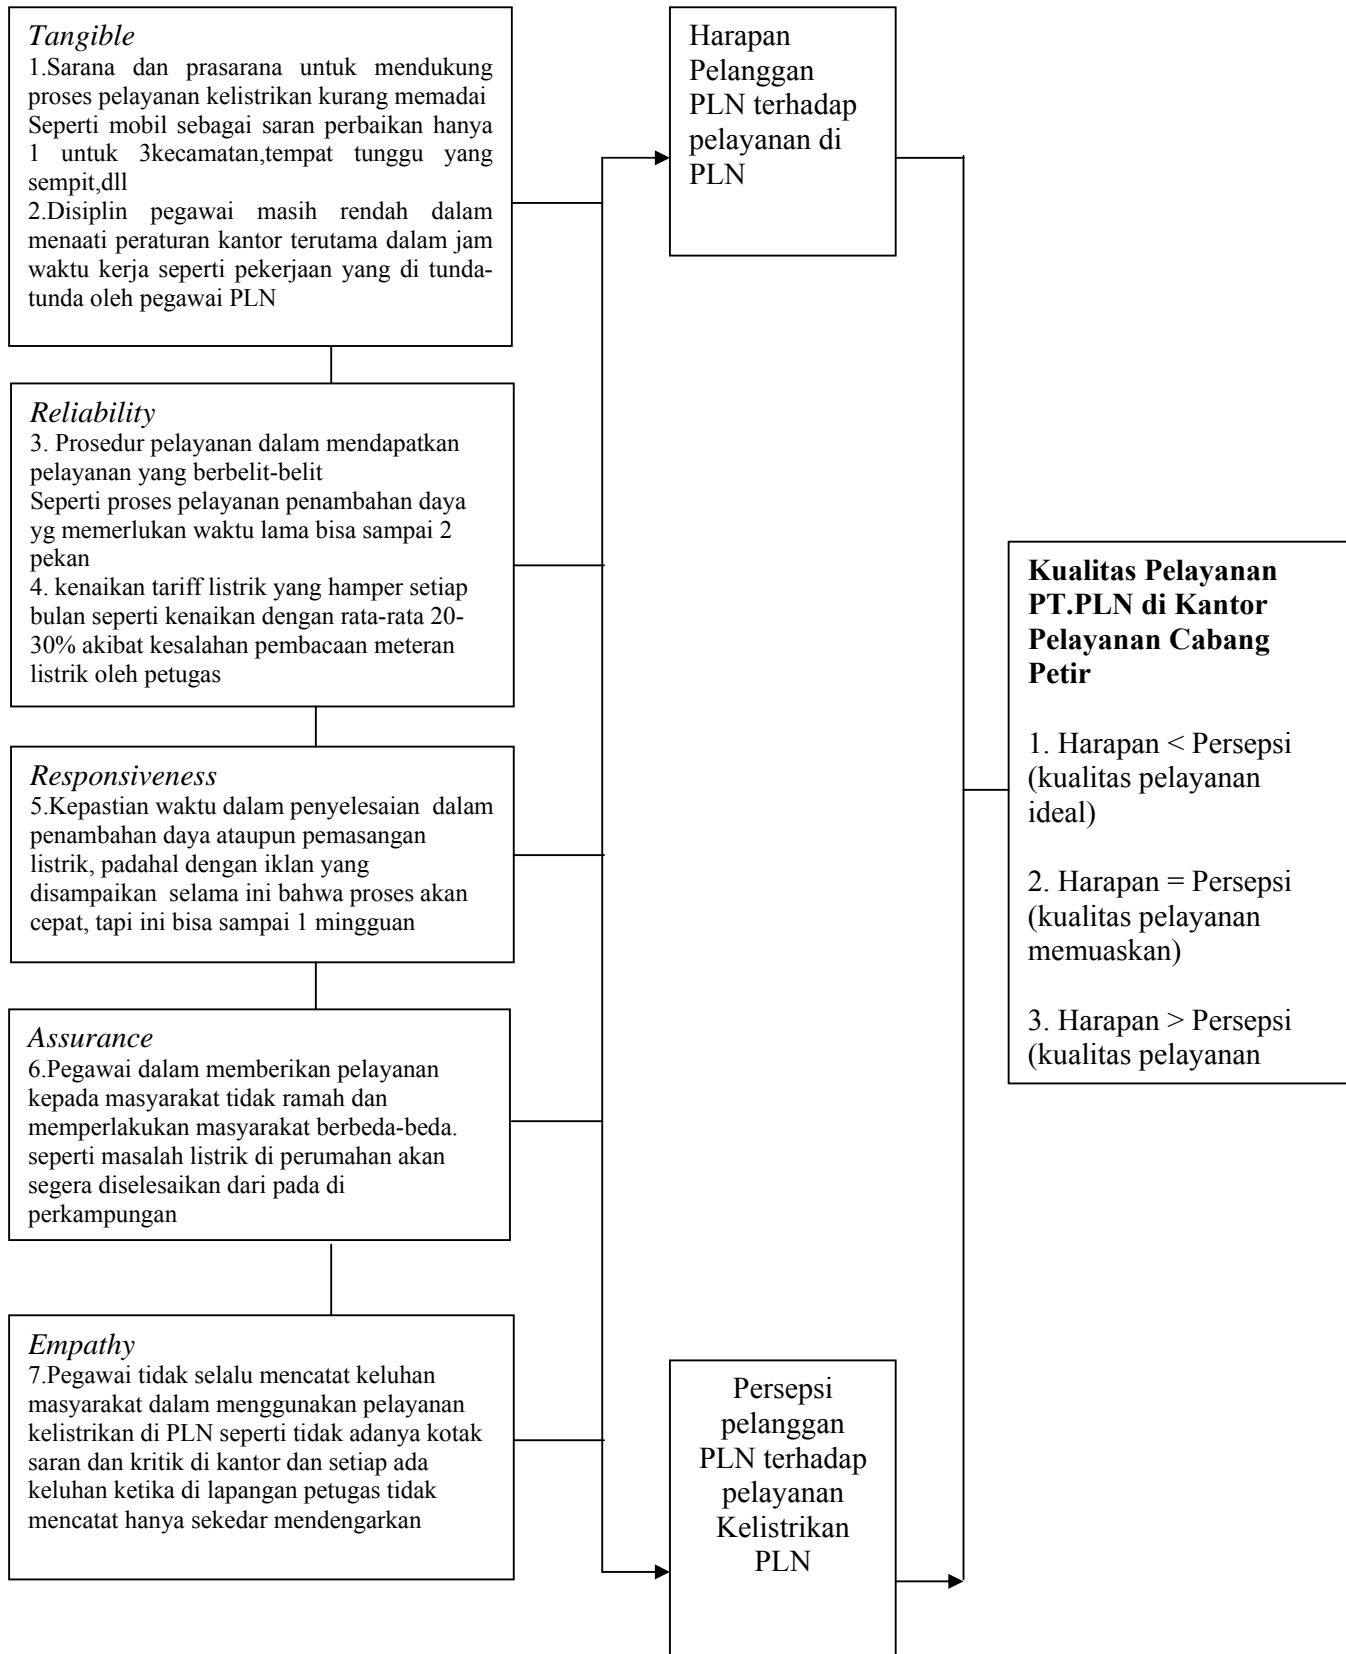 Tangible
1.Sarana dan prasarana untuk mendukung
proses pelayanan kelistrikan kurang memadai
Seperti mobil sebagai saran perbaikan hanya
1 untuk 3kecamatan,tempat tunggu yang
sempit,dll
2.Disiplin pegawai masih rendah dalam
menaati peraturan kantor terutama dalam jam
waktu kerja seperti pekerjaan yang di tunda-
tunda oleh pegawai PLN
Reliability
3. Prosedur pelayanan dalam mendapatkan
pelayanan yang berbelit-belit
Seperti proses pelayanan penambahan daya
yg memerlukan waktu lama bisa sampai 2
pekan
4. kenaikan tariff listrik yang hamper setiap
bulan seperti kenaikan dengan rata-rata 20-
30% akibat kesalahan pembacaan meteran
listrik oleh petugas
Responsiveness
5.Kepastian waktu dalam penyelesaian dalam
penambahan daya ataupun pemasangan
listrik, padahal dengan iklan yang
disampaikan selama ini bahwa proses akan
cepat, tapi ini bisa sampai 1 mingguan
Assurance
6.Pegawai dalam memberikan pelayanan
kepada masyarakat tidak ramah dan
memperlakukan masyarakat berbeda-beda.
seperti masalah listrik di perumahan akan
segera diselesaikan dari pada di
perkampungan
Empathy
7.Pegawai tidak selalu mencatat keluhan
masyarakat dalam menggunakan pelayanan
kelistrikan di PLN seperti tidak adanya kotak
saran dan kritik di kantor dan setiap ada
keluhan ketika di lapangan petugas tidak
mencatat hanya sekedar mendengarkan
Harapan
Pelanggan
PLN terhadap
pelayanan di
PLN
Persepsi
pelanggan
PLN terhadap
pelayanan
Kelistrikan
PLN
Kualitas Pelayanan
PT.PLN di Kantor
Pelayanan Cabang
Petir
1. Harapan < Persepsi
(kualitas pelayanan
ideal)
2. Harapan = Persepsi
(kualitas pelayanan
memuaskan)
3. Harapan > Persepsi
(kualitas pelayanan